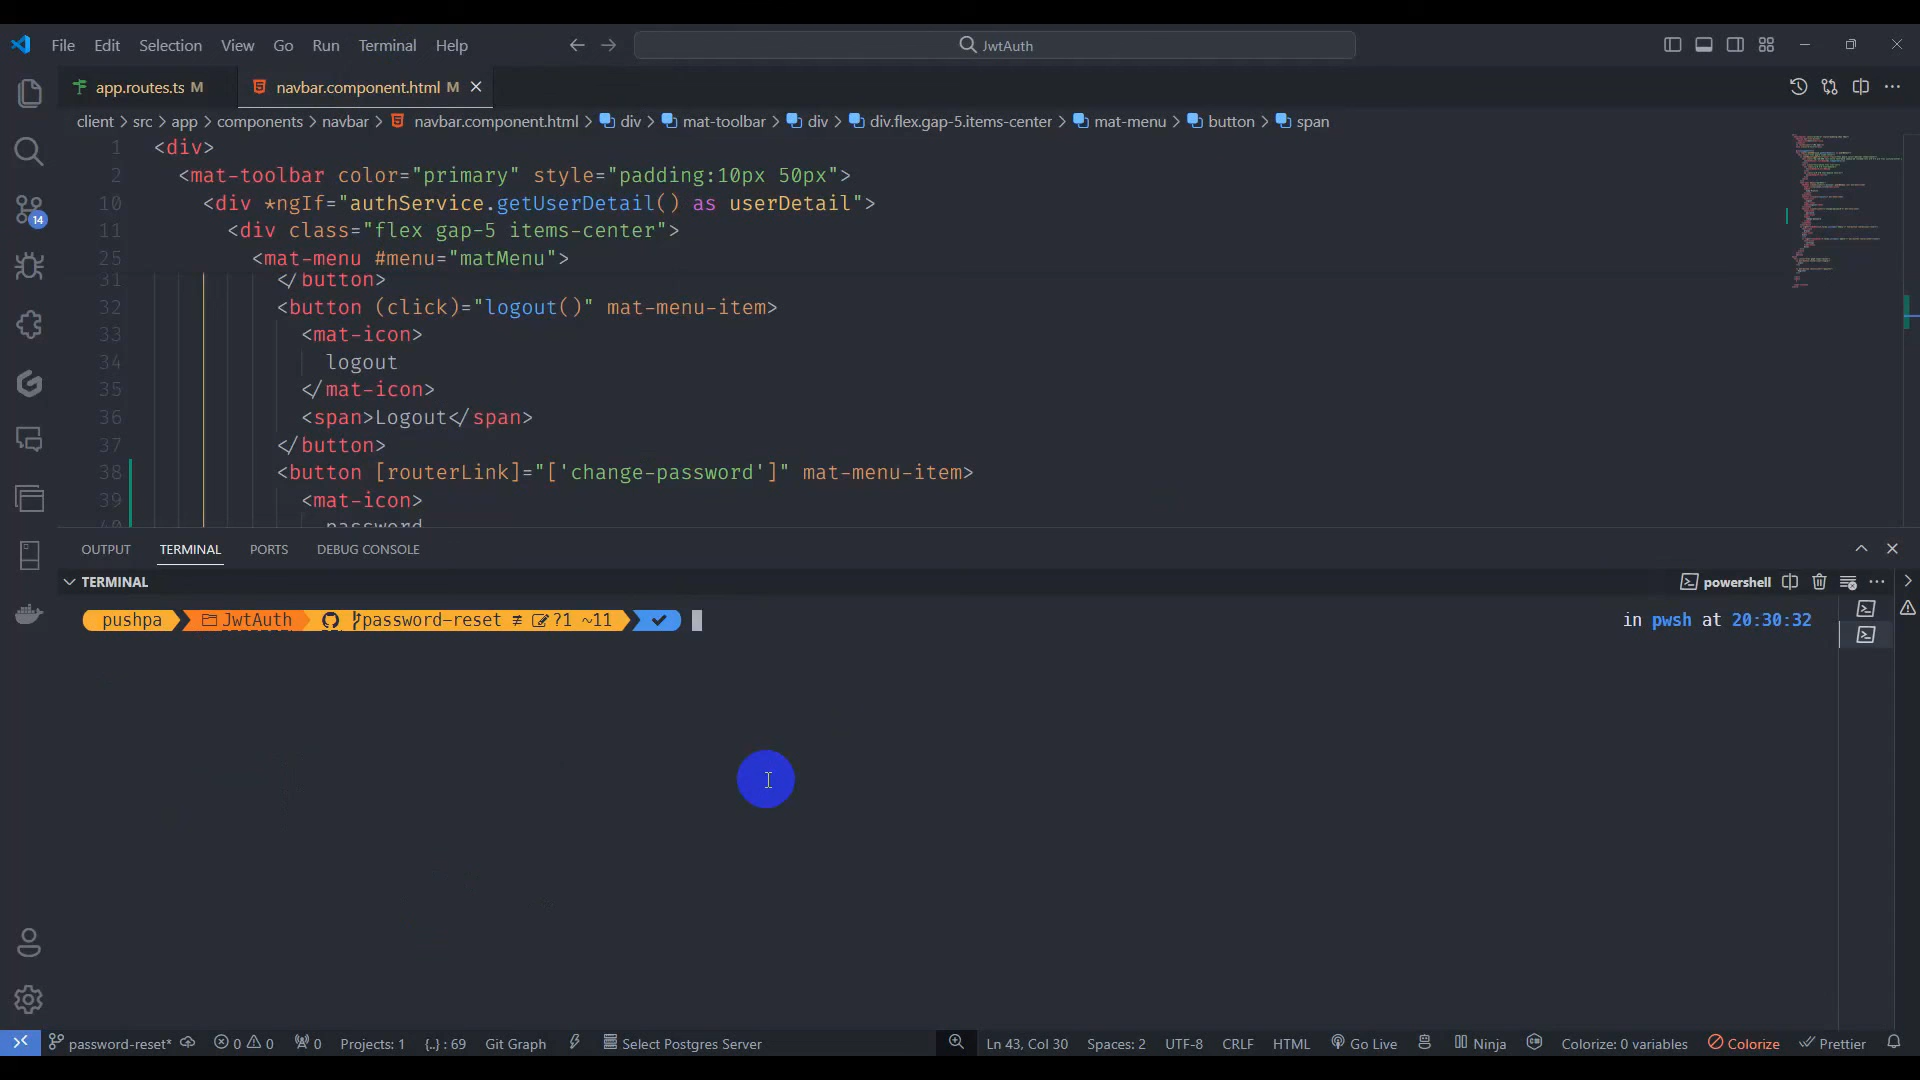 File Edit Selection View Go Run Terminal Help JwtAuth
app.routes.ts M navbar.component.html M
client > src > app > components > navbar > navbar.component.html > div > mat-toolbar > div > div.flex.gap-5.items-center > mat-menu > button > span
1 <div>
2 <mat-toolbar color="primary" style="padding:10px 50px">
10 <div *ngIf="authService.getUserDetail() as userDetail">
11 <div class="flex gap-5 items-center">
25 <mat-menu #menu="matMenu">
31 </button>
32 <button (click)="logout()" mat-menu-item>
33 <mat-icon>
34 logout
35 </mat-icon>
36 <span>Logout</span>
37 </button>
38 <button [routerLink]="['change-password']" mat-menu-item>
39 <mat-icon>
40 password
14
OUTPUT TERMINAL PORTS DEBUG CONSOLE
TERMINAL powershell
pushpa JwtAuth password-reset ≢ ?1 ~11 in pwsh at 20:30:32
password-reset* 0 0 0 Projects: 1 {..} : 69 Git Graph Select Postgres Server Ln 43, Col 30 Spaces: 2 UTF-8 CRLF HTML Go Live Ninja Colorize: 0 variables Colorize Prettier